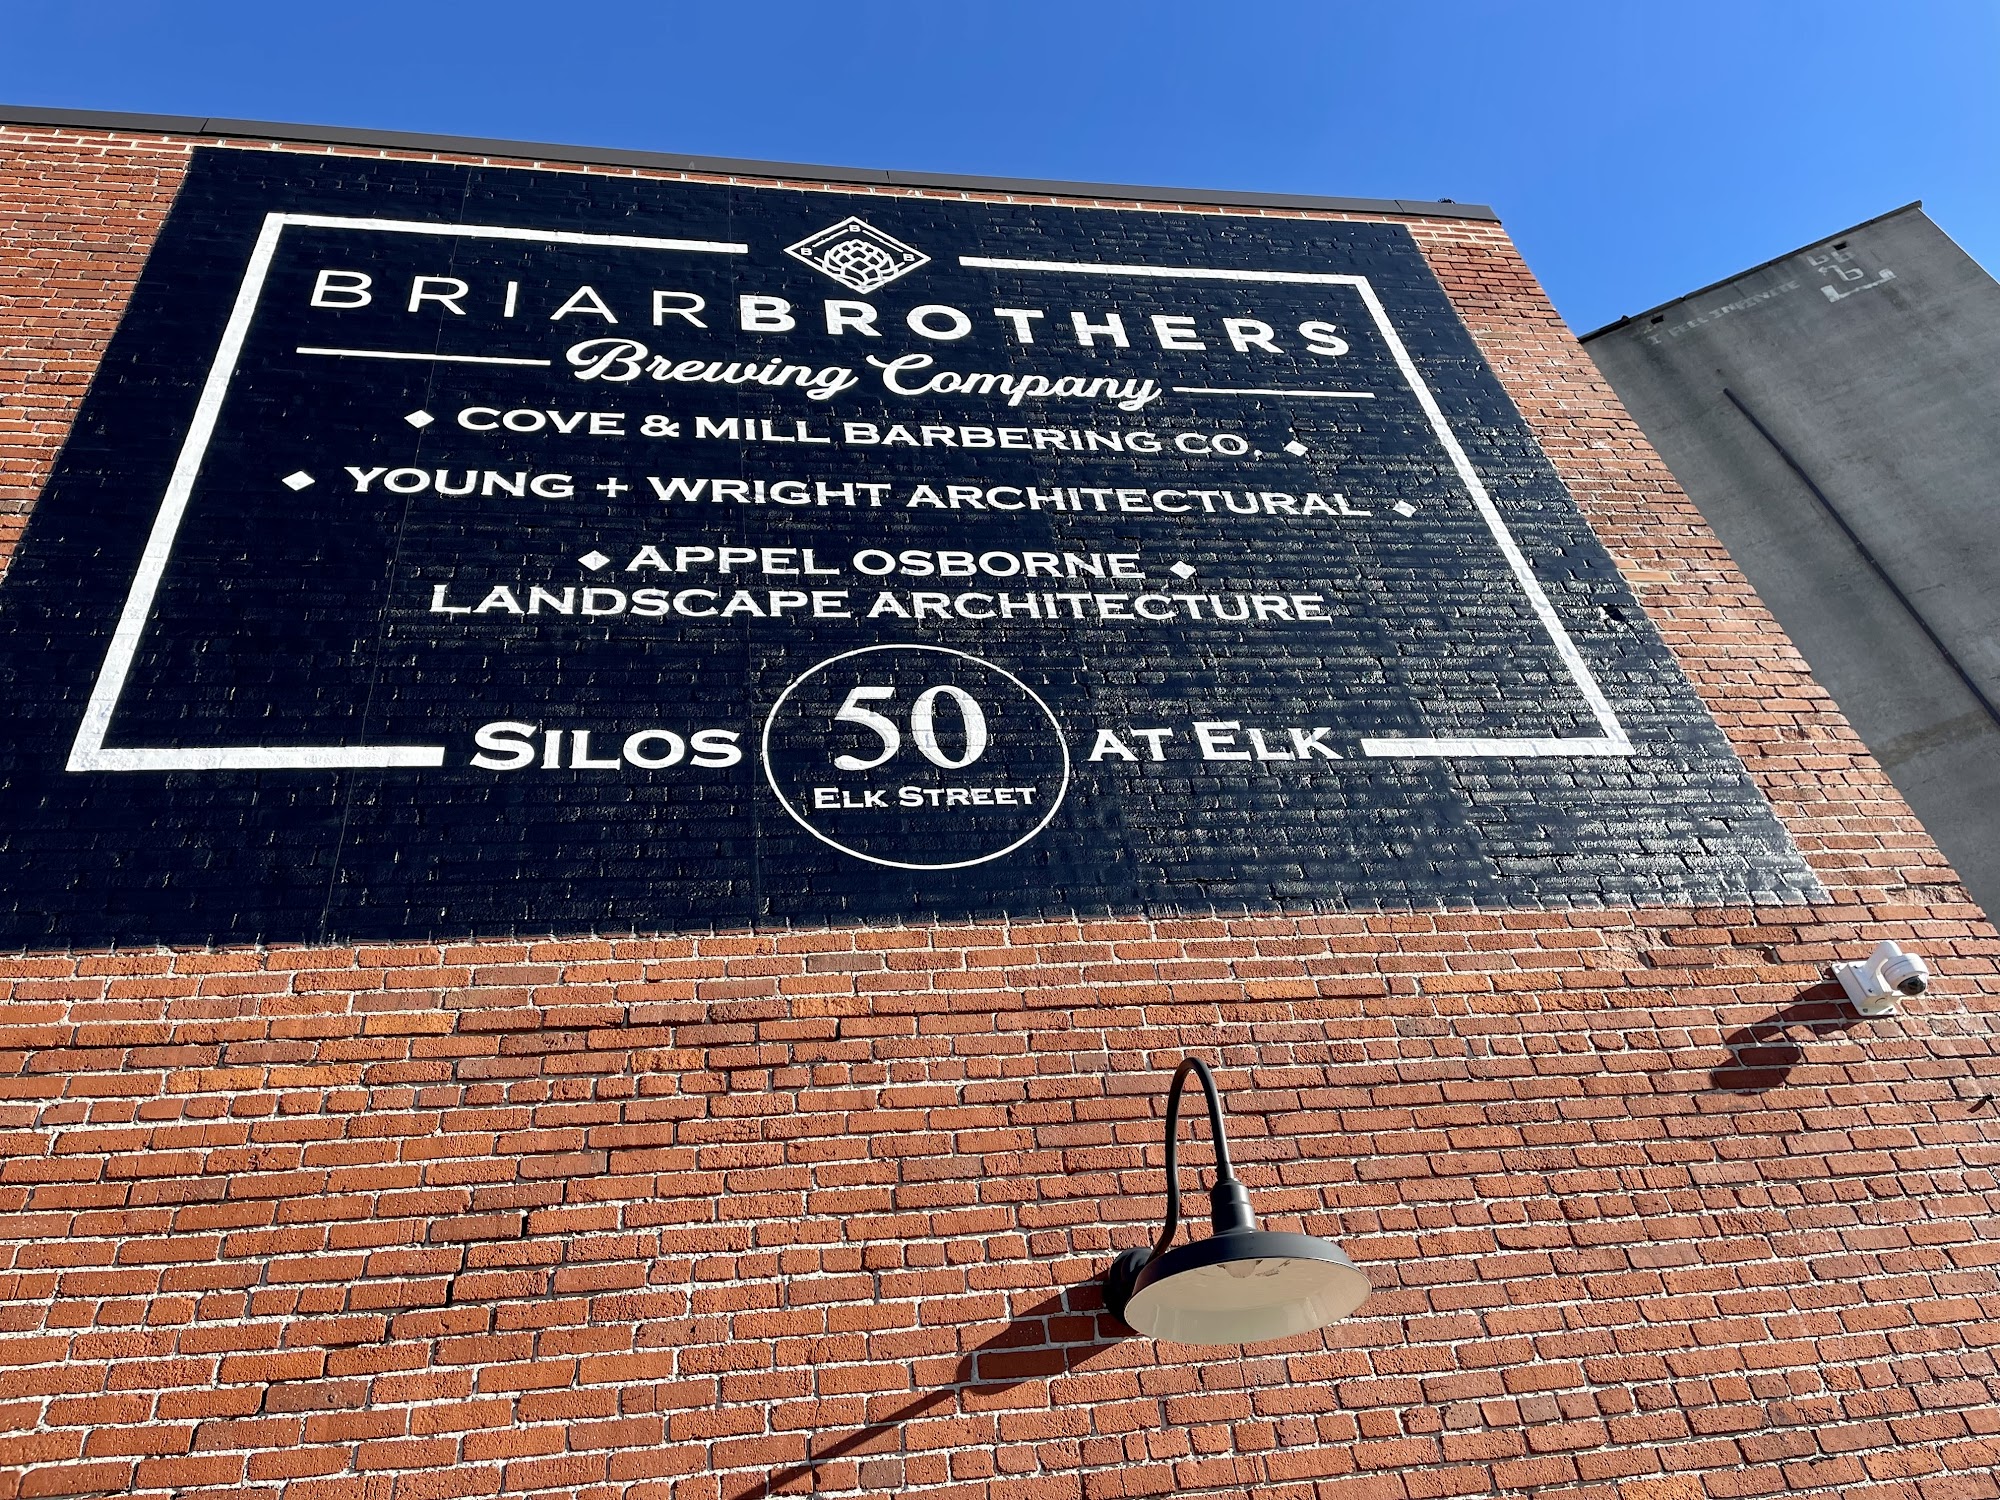 B
B B
BRIARBROTHERS
Brewing Company
COVE & MILL BARBERING CO.
YOUNG + WRIGHT ARCHITECTURAL
APPEL OSBORNE
LANDSCAPE ARCHITECTURE
SILOS 50 AT ELK
ELK STREET